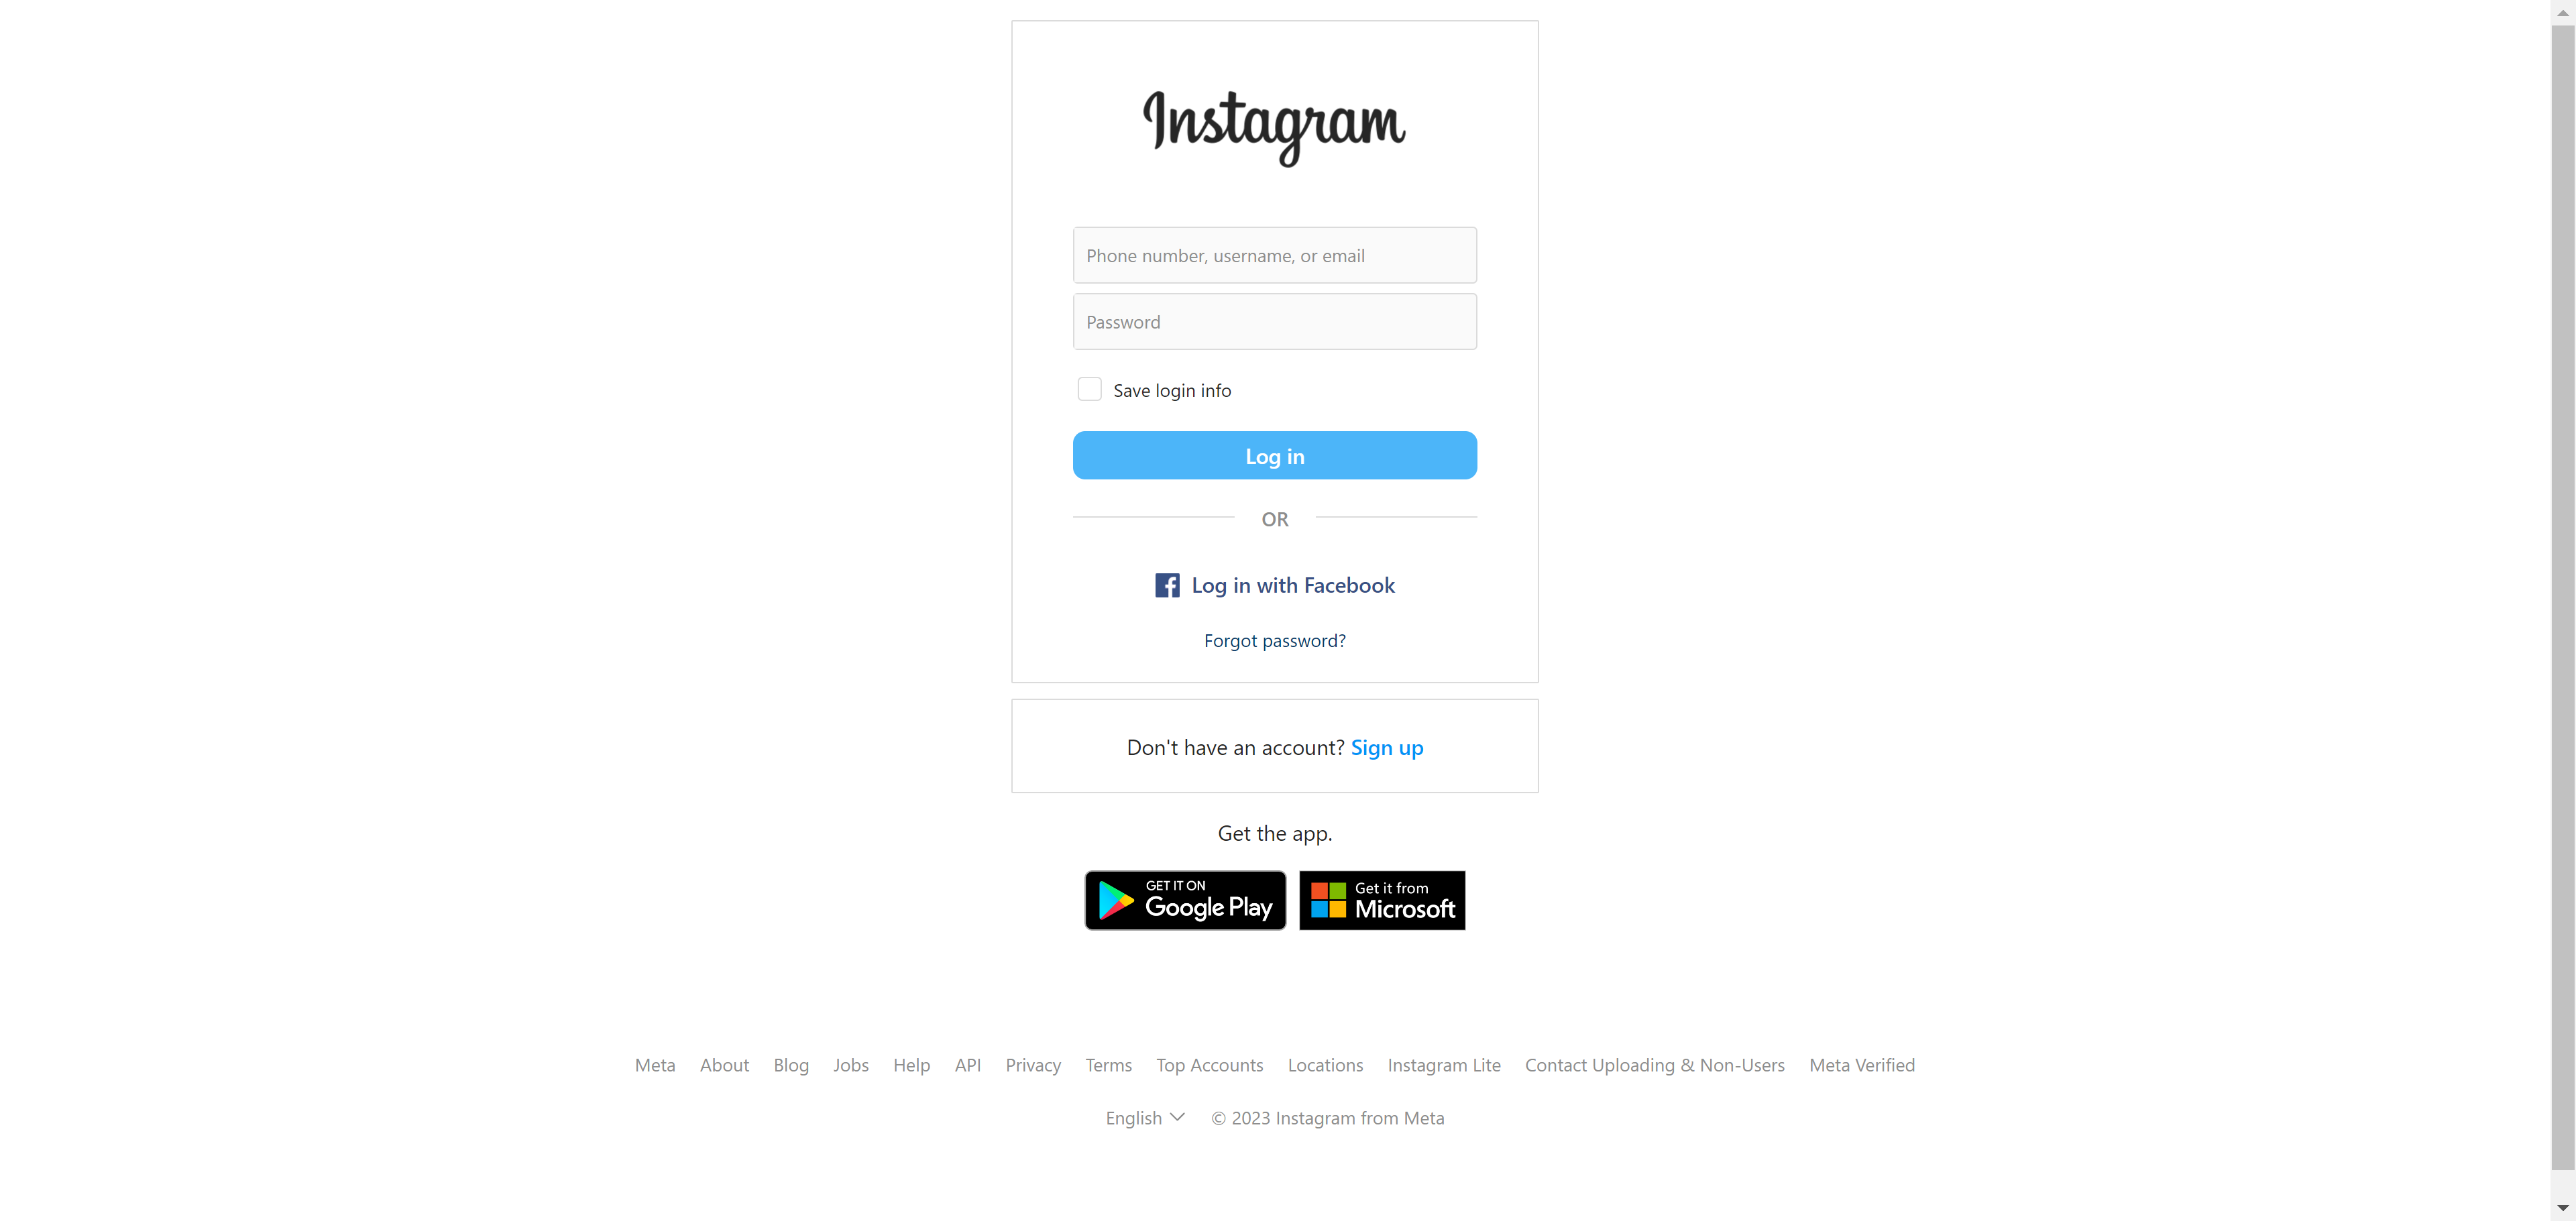 Instagram
Phone number, username, or email
Password
Save login info
Log in
OR
Log in with Facebook
Forgot password?
Don't have an account? Sign up
Get the app.
GET IT ON
Google Play
Get it from
Microsoft
Meta About Blog Jobs Help API Privacy Terms Top Accounts Locations Instagram Lite Contact Uploading & Non-Users Meta Verified
English © 2023 Instagram from Meta